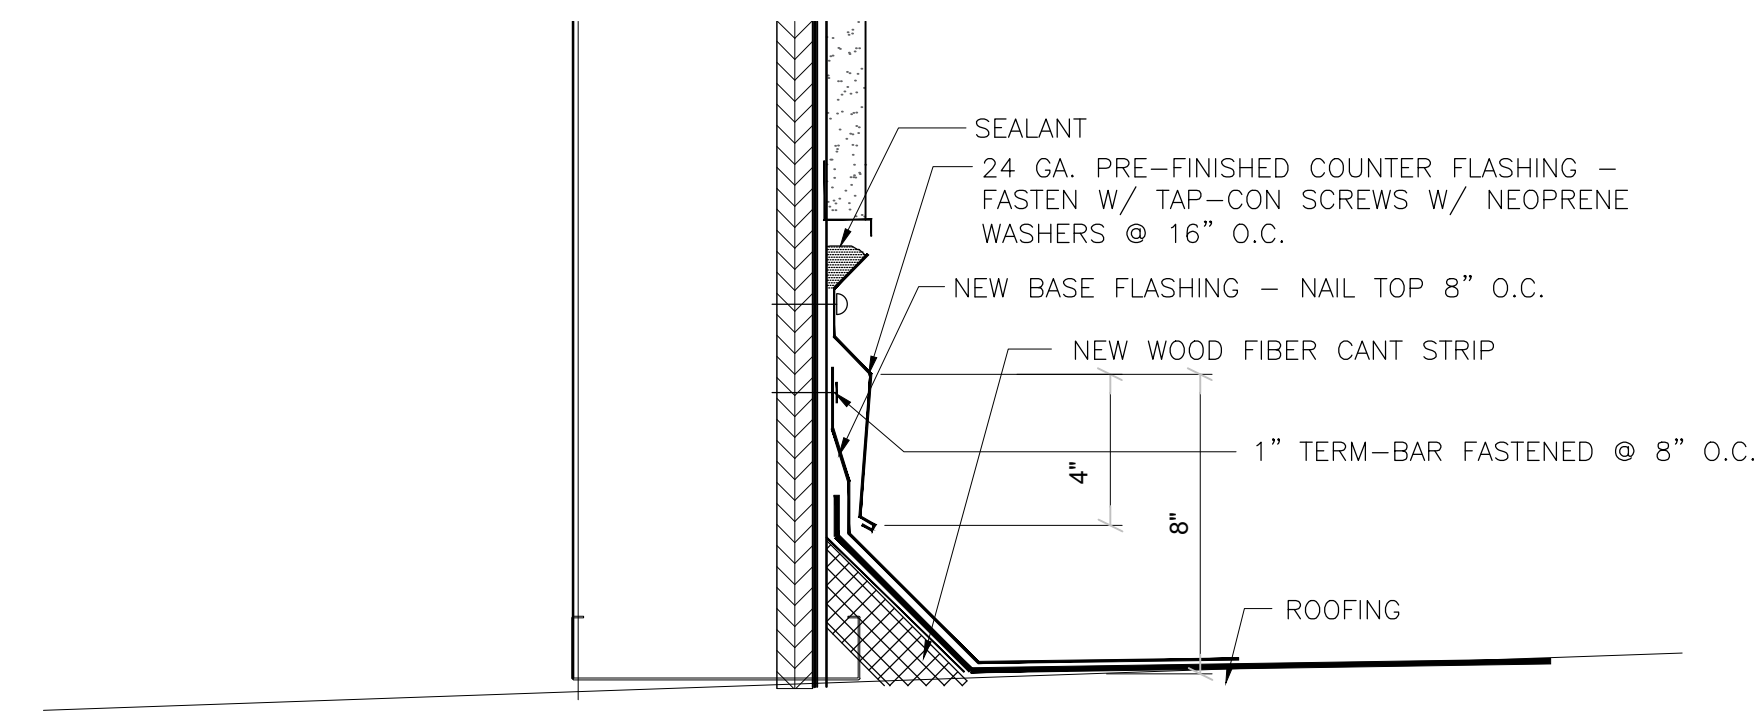 SEALANT
24 GA. PRE–FINISHED COUNTER FLASHING –
FASTEN W/ TAP–CON SCREWS W/ NEOPRENE
WASHERS @ 16" O.C.
NEW BASE FLASHING – NAIL TOP 8" O.C.
NEW WOOD FIBER CANT STRIP
1" TERM–BAR FASTENED @ 8" O.C.
4"
8"
ROOFING